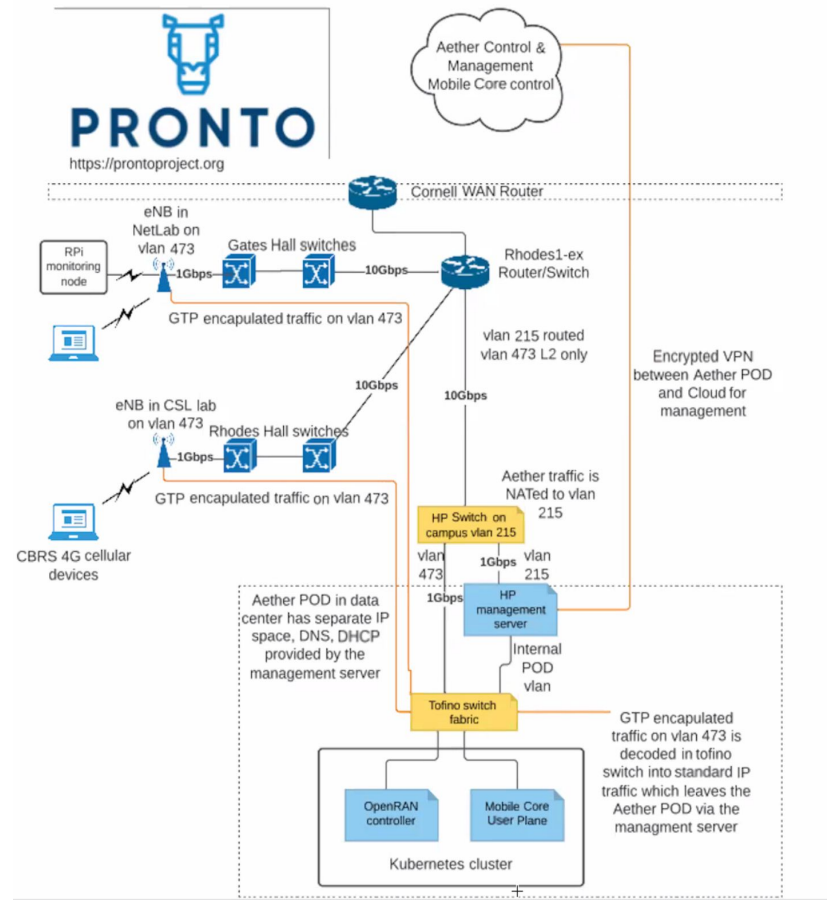 PRONTO
https://prontoproject.org
Aether Control &
Management
Mobile Core control
Cornell WAN Router
eNB in
NetLab on
vlan 473
RPi
monitoring
node
1Gbps
Gates Hall switches
10Gbps
Rhodes1-ex
Router/Switch
GTP encapulated traffic on vlan 473
vlan 215 routed
vlan 473 L2 only
Encrypted VPN
between Aether POD
and Cloud for
management
10Gbps
10Gbps
eNB in CSL lab
on vlan 473
Rhodes Hall switches
1Gbps
GTP encapulated traffic on vlan 473
CBRS 4G cellular
devices
Aether traffic is
NATed to vlan
215
HP Switch on
campus vlan 215
vlan
473
1Gbps
vlan
215
1Gbps
HP
management
server
Aether POD in data
center has separate IP
space, DNS, DHCP
provided by the
management server
Internal
POD
vlan
Tofino switch
fabric
GTP encapulated
traffic on vlan 473 is
decoded in tofino
switch into standard IP
traffic which leaves the
Aether POD via the
managment server
OpenRAN
controller
Mobile Core
User Plane
Kubernetes cluster